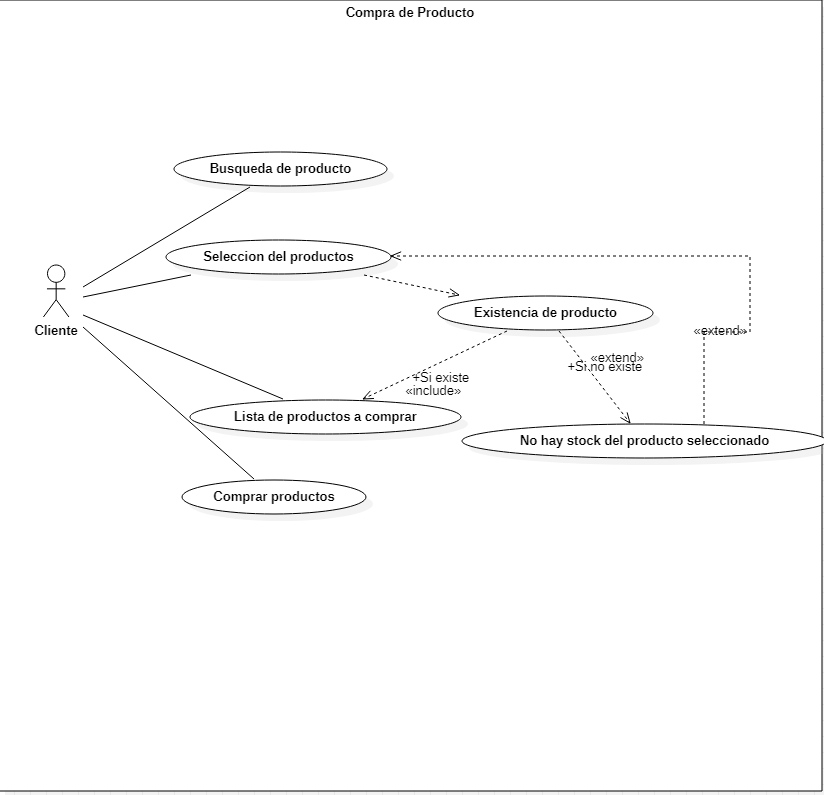 Compra de Producto
Busqueda de producto
Seleccion del productos
Existencia de producto
Cliente
«extend»
«extend»
+Si no existe
+Si existe
«include»
Lista de productos a comprar
No hay stock del producto seleccionado
Comprar productos